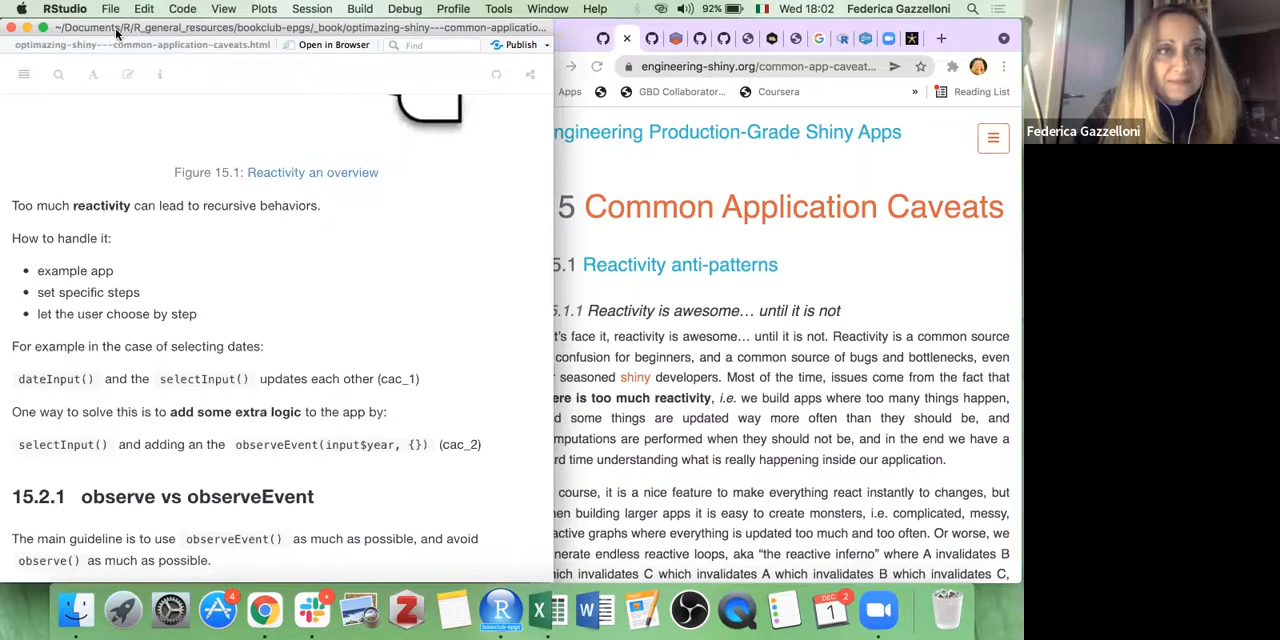 RStudio File Edit Code View Plots Session Build Debug Profile Tools Window Help 92% Wed 18:02 Federica Gazzelloni
~/Documents/R/R_general_resources/bookclub-epgs/_book/optimazing-shiny---common-applicatio...
optimazing-shiny---common-application-caveats.html Open in Browser Find Publish
Figure 15.1: Reactivity an overview
Too much reactivity can lead to recursive behaviors.
How to handle it:
• example app
• set specific steps
• let the user choose by step
For example in the case of selecting dates:
dateInput() and the selectInput() updates each other (cac_1)
One way to solve this is to add some extra logic to the app by:
selectInput() and adding an the observeEvent(input$year, {}) (cac_2)
15.2.1 observe vs observeEvent
The main guideline is to use observeEvent() as much as possible, and avoid
observe() as much as possible.
engineering-shiny.org/common-app-caveat...
Apps GBD Collaborator... Coursera » Reading List
ngineering Production-Grade Shiny Apps
5 Common Application Caveats
5.1 Reactivity anti-patterns
5.1.1 Reactivity is awesome… until it is not
t's face it, reactivity is awesome… until it is not. Reactivity is a common source
confusion for beginners, and a common source of bugs and bottlenecks, even
seasoned shiny developers. Most of the time, issues come from the fact that
ere is too much reactivity, i.e. we build apps where too many things happen,
d some things are updated way more often than they should be, and
mputations are performed when they should not be, and in the end we have a
rd time understanding what is really happening inside our application.
course, it is a nice feature to make everything react instantly to changes, but
en building larger apps it is easy to create monsters, i.e. complicated, messy,
active graphs where everything is updated too much and too often. Or worse, we
nerate endless reactive loops, aka “the reactive inferno” where A invalidates B
ich invalidates C which invalidates A which invalidates B which invalidates C,
Federica Gazzelloni
4
R
bookclub-epgs
X
W
DEC 2
1